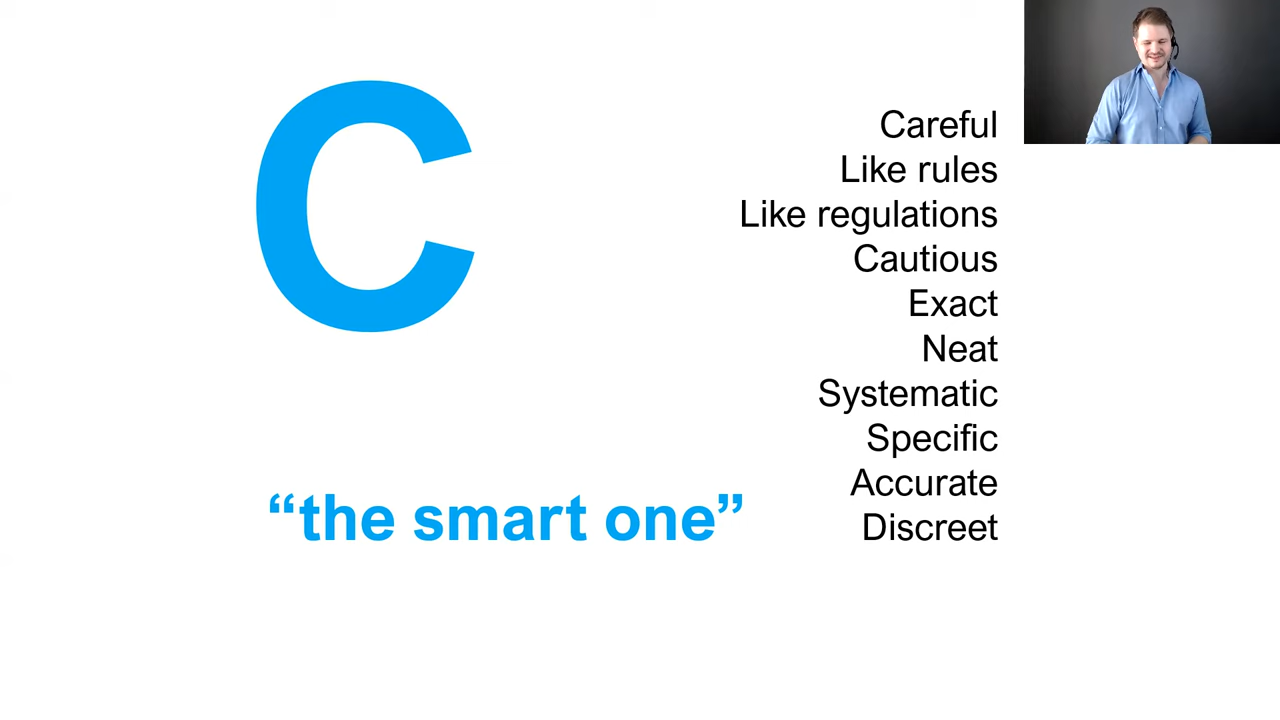 C
Careful
Like rules
Like regulations
Cautious
Exact
Neat
Systematic
Specific
Accurate
Discreet
“the smart one”